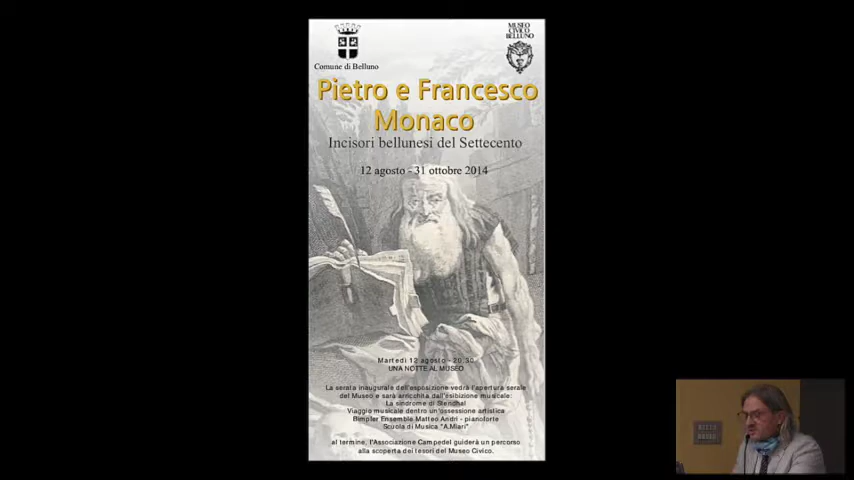 Comune di Belluno
MUSEO
CIVICO
BELLUNO
Pietro e Francesco
Monaco
Incisori bellunesi del Settecento
12 agosto - 31 ottobre 2014
Martedì 12 agosto - 20.30
UNA NOTTE AL MUSEO
La serata inaugurale dell'esposizione vedrà l'apertura serale
del Museo e sarà arricchita dall'esibizione musicale:
La sindrome di Stendhal
Viaggio musicale dentro un'ossessione artistica
Bimpler Ensemble Matteo Andri - pianoforte
Scuola di Musica "A.Miari"
al termine, l'Associazione Campedel guiderà un percorso
alla scoperta dei tesori del Museo Civico.